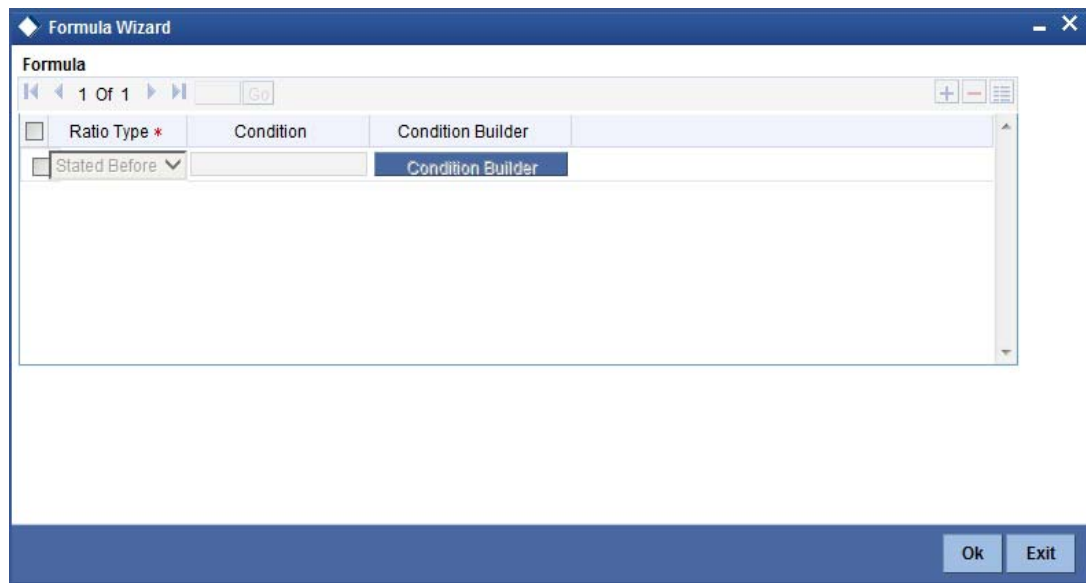 Formula Wizard
Formula
1 Of 1 Go
Ratio Type * Condition Condition Builder
Stated Before Condition Builder
Ok Exit